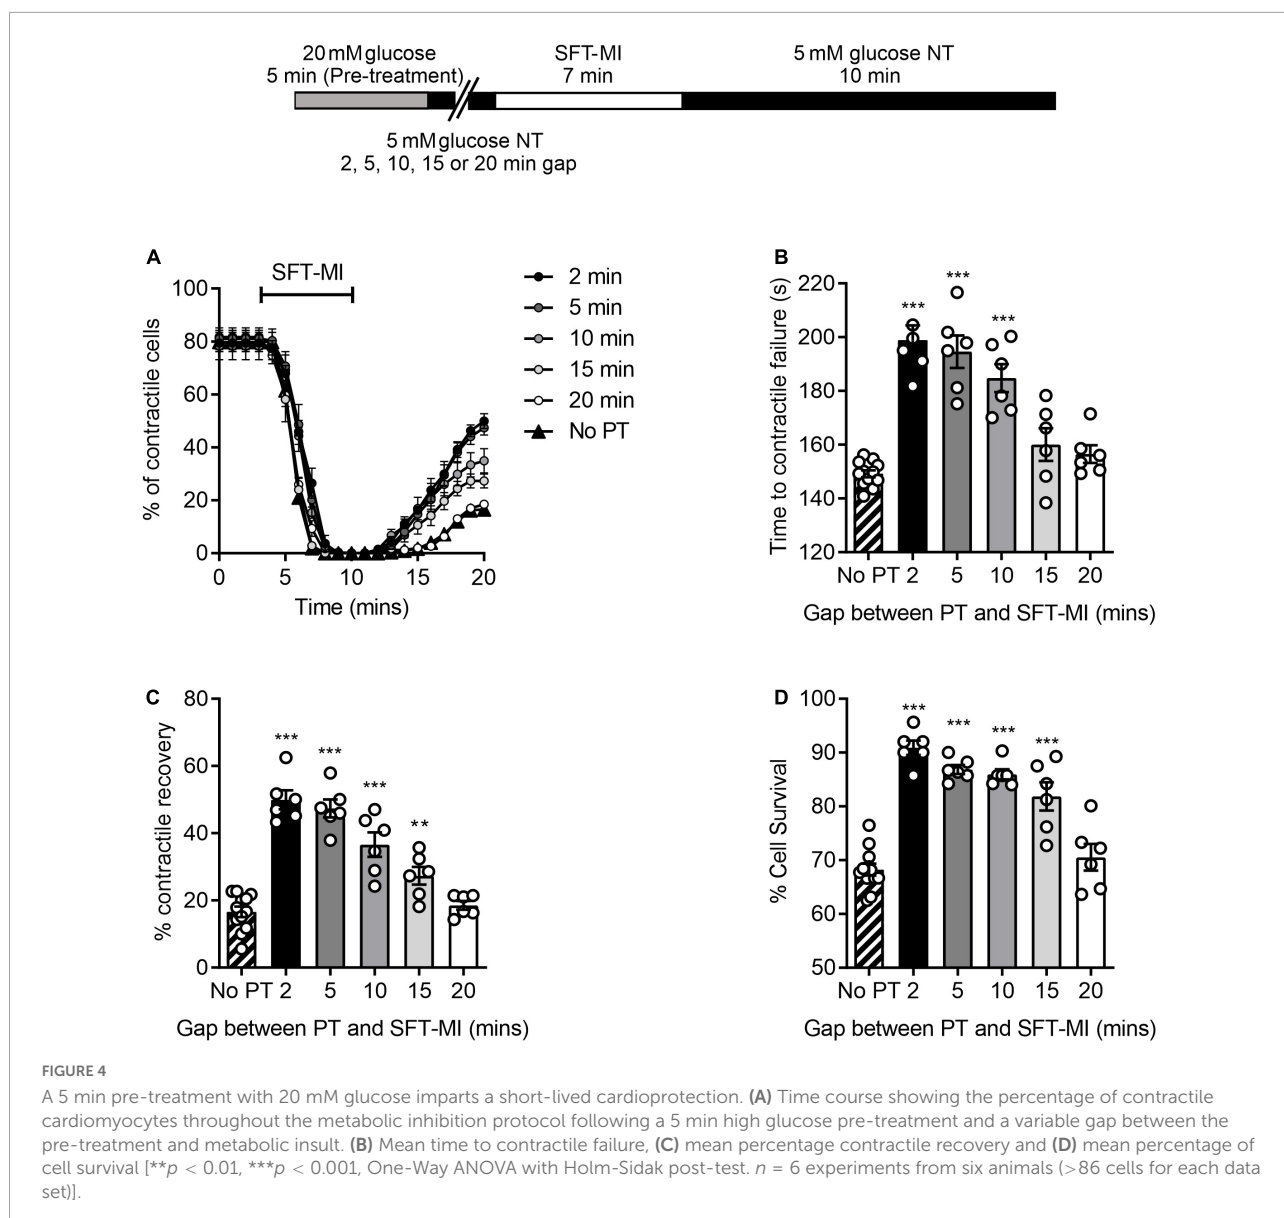 20 mM glucose
5 min (Pre-treatment)
SFT-MI
7 min
5 mM glucose NT
10 min
5 mM glucose NT
2, 5, 10, 15 or 20 min gap
A
SFT-MI
100
80
60
40
20
0
% of contractile cells
0 5 10 15 20
Time (mins)
2 min
5 min
10 min
15 min
20 min
No PT
B
220
200
180
160
140
120
Time to contractile failure (s)
***
***
***
No PT 2 5 10 15 20
Gap between PT and SFT-MI (mins)
C
80
60
40
20
0
% contractile recovery
***
***
***
**
No PT 2 5 10 15 20
Gap between PT and SFT-MI (mins)
D
100
90
80
70
60
50
% Cell Survival
***
***
***
***
No PT 2 5 10 15 20
Gap between PT and SFT-MI (mins)
FIGURE 4
A 5 min pre-treatment with 20 mM glucose imparts a short-lived cardioprotection. (A) Time course showing the percentage of contractile
cardiomyocytes throughout the metabolic inhibition protocol following a 5 min high glucose pre-treatment and a variable gap between the
pre-treatment and metabolic insult. (B) Mean time to contractile failure, (C) mean percentage contractile recovery and (D) mean percentage of
cell survival [**p < 0.01, ***p < 0.001, One-Way ANOVA with Holm-Sidak post-test. n = 6 experiments from six animals (>86 cells for each data
set)].